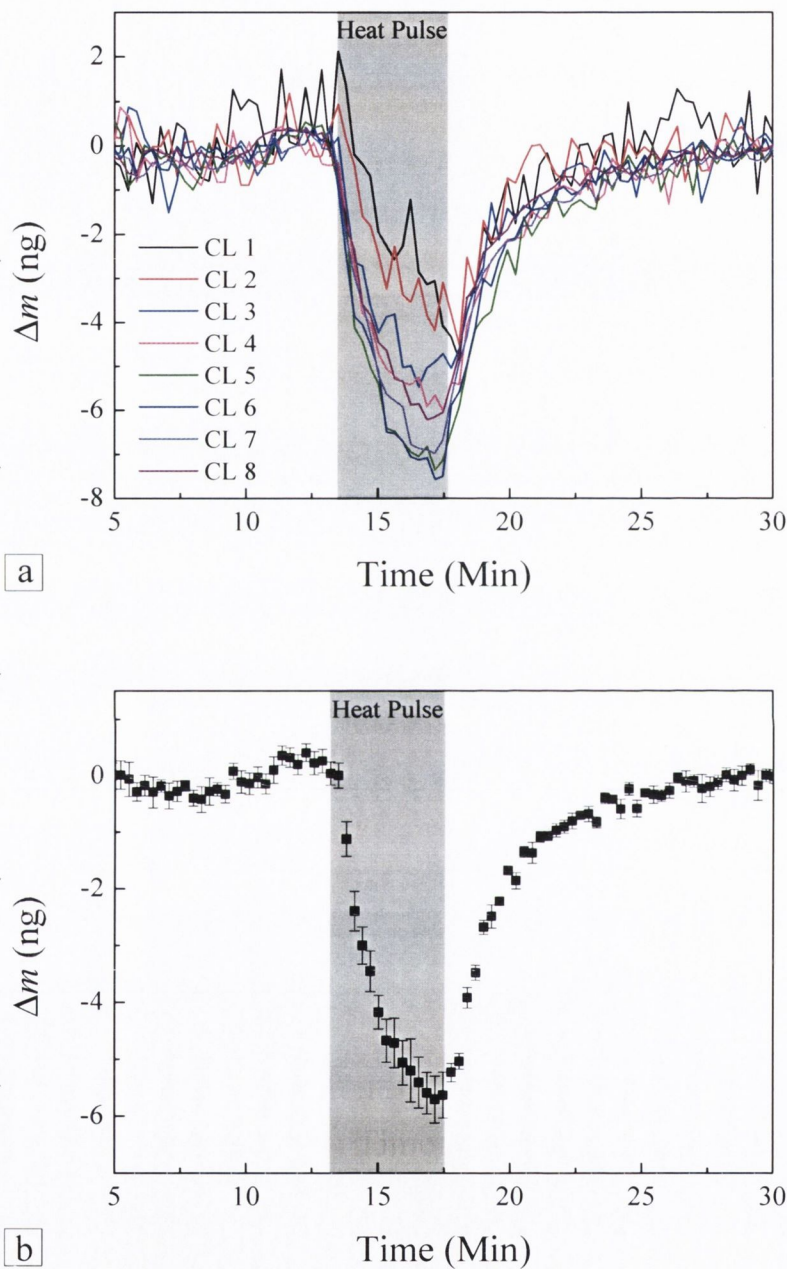 Heat Pulse
2
0
-2
-4
-6
-8
Δm (ng)
CL 1
CL 2
CL 3
CL 4
CL 5
CL 6
CL 7
CL 8
5 10 15 20 25 30
Time (Min)
a
Heat Pulse
0
-2
-4
-6
Δm (ng)
5 10 15 20 25 30
Time (Min)
b